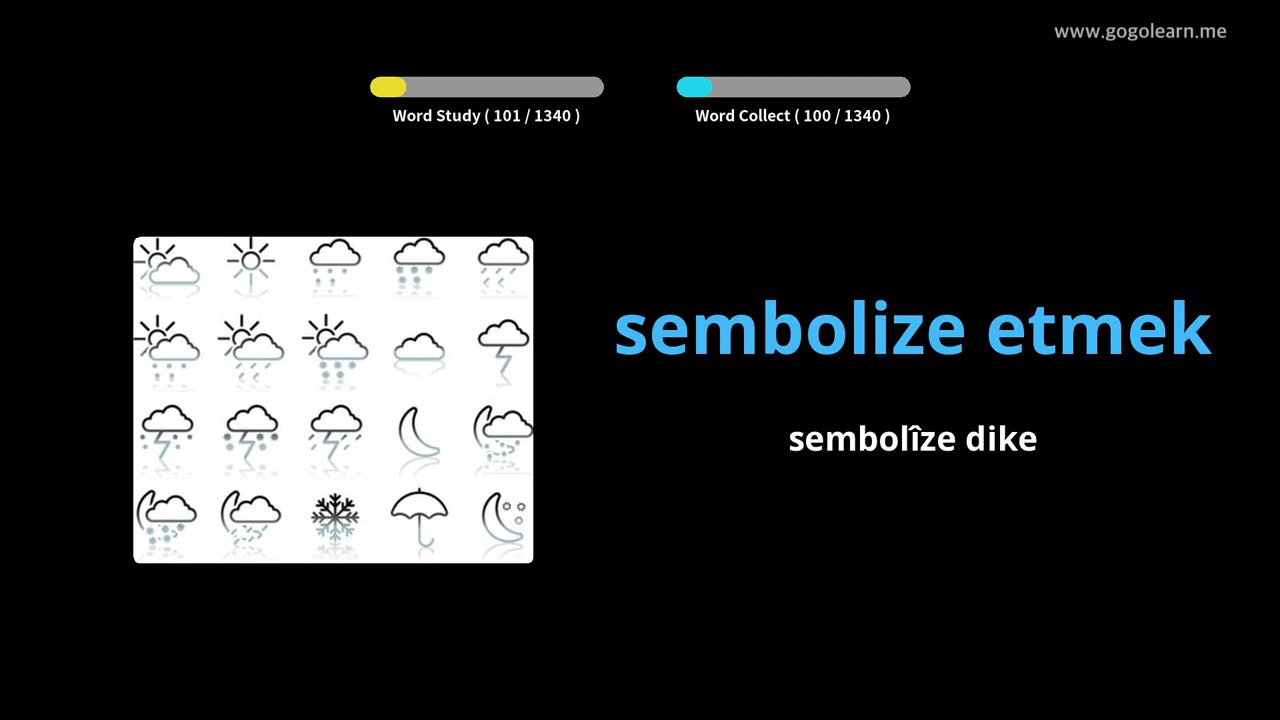 www.gogolearn.me
Word Study ( 101 / 1340 )
Word Collect ( 100 / 1340 )
sembolize etmek
sembolîze dike